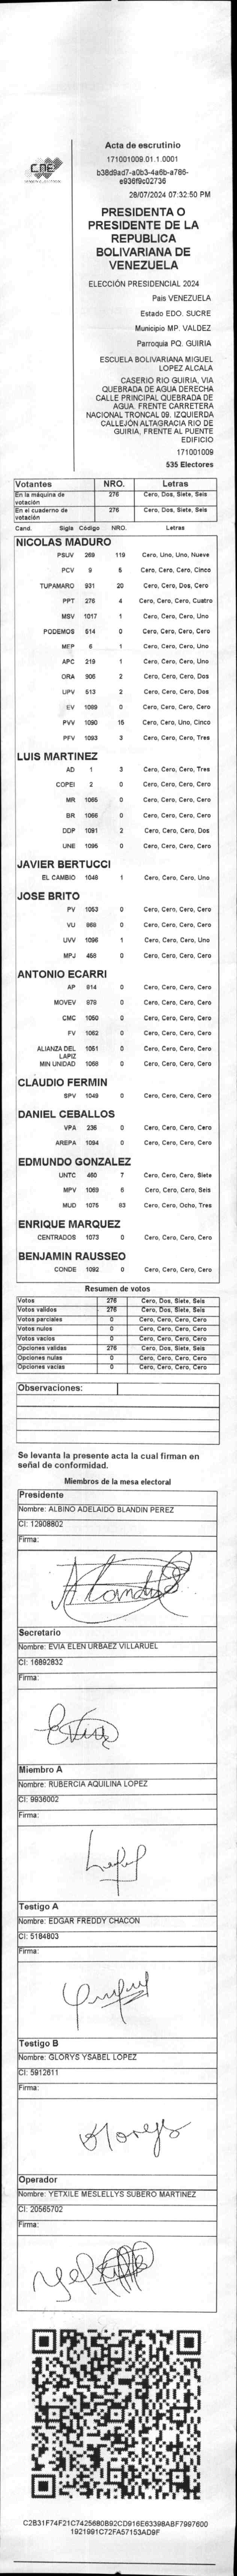 CNE
Acta de escrutinio
171001009.01.1.0001
b38d9ad7-a0b3-4a6b-a786-
e936f9c02736
28/07/2024 07:32:50 PM
PRESIDENTA O
PRESIDENTE DE LA
REPUBLICA
BOLIVARIANA DE
VENEZUELA
ELECCIÓN PRESIDENCIAL 2024
Pais VENEZUELA
Estado EDO. SUCRE
Municipio MP. VALDEZ
Parroquia PQ. GUIRIA
ESCUELA BOLIVARIANA MIGUEL
LOPEZ ALCALA
CASERIO RIO GUIRIA, VIA
QUEBRADA DE AGUA DERECHA
CALLE PRINCIPAL QUEBRADA DE
AGUA. FRENTE CARRETERA
NACIONAL TRONCAL 09. IZQUIERDA
CALLEJÓN ALTAGRACIA RIO DE
GUIRIA, FRENTE AL PUENTE
EDIFICIO
171001009
535 Electores
Votantes NRO. Letras
En la máquina de votación 276 Cero, Dos, Siete, Seis
En el cuaderno de votación 276 Cero, Dos, Siete, Seis
Cand. Sigla Código NRO. Letras
NICOLAS MADURO
PSUV 269 119 Cero, Uno, Uno, Nueve
PCV 9 5 Cero, Cero, Cero, Cinco
TUPAMARO 931 20 Cero, Cero, Dos, Cero
PPT 276 4 Cero, Cero, Cero, Cuatro
MSV 1017 1 Cero, Cero, Cero, Uno
PODEMOS 514 0 Cero, Cero, Cero, Cero
MEP 6 1 Cero, Cero, Cero, Uno
APC 219 1 Cero, Cero, Cero, Uno
ORA 906 2 Cero, Cero, Cero, Dos
UPV 513 2 Cero, Cero, Cero, Dos
EV 1089 0 Cero, Cero, Cero, Cero
PVV 1090 15 Cero, Cero, Uno, Cinco
PFV 1093 3 Cero, Cero, Cero, Tres
LUIS MARTINEZ
AD 1 3 Cero, Cero, Cero, Tres
COPEI 2 0 Cero, Cero, Cero, Cero
MR 1065 0 Cero, Cero, Cero, Cero
BR 1066 0 Cero, Cero, Cero, Cero
DDP 1091 2 Cero, Cero, Cero, Dos
UNE 1095 0 Cero, Cero, Cero, Cero
JAVIER BERTUCCI
EL CAMBIO 1048 1 Cero, Cero, Cero, Uno
JOSE BRITO
PV 1053 0 Cero, Cero, Cero, Cero
VU 869 0 Cero, Cero, Cero, Cero
UVV 1096 1 Cero, Cero, Cero, Uno
MPJ 458 0 Cero, Cero, Cero, Cero
ANTONIO ECARRI
AP 814 0 Cero, Cero, Cero, Cero
MOVEV 979 0 Cero, Cero, Cero, Cero
CMC 1050 0 Cero, Cero, Cero, Cero
FV 1062 0 Cero, Cero, Cero, Cero
ALIANZA DEL LAPIZ 1051 0 Cero, Cero, Cero, Cero
MIN UNIDAD 1068 0 Cero, Cero, Cero, Cero
CLAUDIO FERMIN
SPV 1049 0 Cero, Cero, Cero, Cero
DANIEL CEBALLOS
VPA 236 0 Cero, Cero, Cero, Cero
AREPA 1094 0 Cero, Cero, Cero, Cero
EDMUNDO GONZALEZ
UNTC 460 7 Cero, Cero, Cero, Siete
MPV 1069 6 Cero, Cero, Cero, Seis
MUD 1075 83 Cero, Cero, Ocho, Tres
ENRIQUE MARQUEZ
CENTRADOS 1073 0 Cero, Cero, Cero, Cero
BENJAMIN RAUSSEO
CONDE 1092 0 Cero, Cero, Cero, Cero
Resumen de votos
Votos 276 Cero, Dos, Siete, Seis
Votos validos 276 Cero, Dos, Siete, Seis
Votos parciales 0 Cero, Cero, Cero, Cero
Votos nulos 0 Cero, Cero, Cero, Cero
Votos vacios 0 Cero, Cero, Cero, Cero
Opciones validas 276 Cero, Dos, Siete, Seis
Opciones nulas 0 Cero, Cero, Cero, Cero
Opciones vacias 0 Cero, Cero, Cero, Cero
Observaciones:
Se levanta la presente acta la cual firman en
señal de conformidad.
Miembros de la mesa electoral
Presidente
Nombre: ALBINO ADELAIDO BLANDIN PEREZ
CI: 12908802
Firma:
Secretario
Nombre: EVIA ELEN URBAEZ VILLARUEL
CI: 16892832
Firma:
Miembro A
Nombre: RUBERCIA AQUILINA LOPEZ
CI: 9936002
Firma:
Testigo A
Nombre: EDGAR FREDDY CHACON
CI: 5184803
Firma:
Testigo B
Nombre: GLORYS YSABEL LOPEZ
CI: 5912611
Firma:
Operador
Nombre: YETXILE MESLELLYS SUBERO MARTINEZ
CI: 20565702
Firma:
C2B31F74F21C7425680B92CD916E63398ABF7997600
1921991C72FA57153AD9F